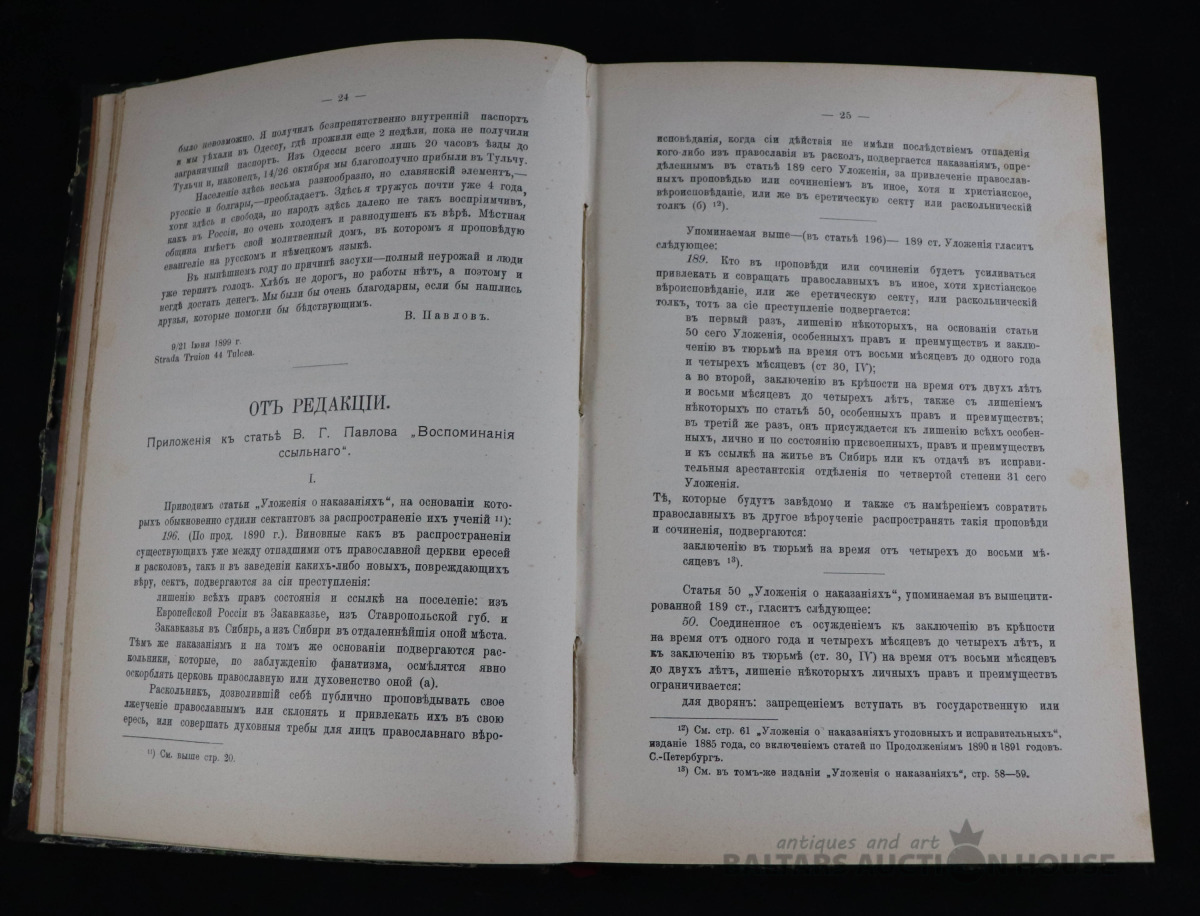 — 24 —
было невозможно. Я получилъ безпрепятственно внутренній паспортъ
и мы уѣхали въ Одессу, гдѣ прожили еще 2 недѣли, пока не получили
заграничный паспортъ. Изъ Одессы всего лишь 20 часовъ ѣзды до
Тульчи и, наконецъ, 14/26 октября мы благополучно прибыли въ Тульчу.
Населеніе здѣсь весьма разнообразно, но славянскій элементъ,—
русскіе и болгары,—преобладаетъ. Здѣсь я тружусь почти уже 4 года,
хотя здѣсь и свобода, но народъ здѣсь далеко не такъ воспріимчивъ,
какъ въ Россіи, но очень холоденъ и равнодушенъ къ вѣрѣ. Мѣстная
община имѣетъ свой молитвенный домъ, въ которомъ я проповѣдую
евангеліе на русскомъ и нѣмецкомъ языкѣ.
Въ нынѣшнемъ году по причинѣ засухи—полный неурожай и люди
уже терпятъ голодъ. Хлѣбъ не дорогъ, но работы нѣтъ, а поэтому и
негдѣ достать денегъ. Мы были бы очень благодарны, если бы нашлись
друзья, которые помогли бы бѣдствующимъ.
В. Павловъ.
9/21 Іюня 1899 г.
Strada Traion 44 Tulcea.
ОТЪ РЕДАКЦІИ.
Приложенія къ статьѣ В. Г. Павлова „Воспоминанія
ссыльнаго“.
I.
Приводимъ статьи „Уложенія о наказаніяхъ“, на основаніи кото-
рыхъ обыкновенно судили сектантовъ за распространеніе ихъ ученій ¹¹):
196. (По прод. 1890 г.). Виновные какъ въ распространеніи
существующихъ уже между отпадшими отъ православной церкви ересей
и расколовъ, такъ и въ заведеніи какихъ-либо новыхъ, повреждающихъ
вѣру, сектъ, подвергаются за сіи преступленія:
лишенію всѣхъ правъ состоянія и ссылкѣ на поселеніе: изъ
Европейской Россіи въ Закавказье, изъ Ставропольской губ. и
Закавказья въ Сибирь, а изъ Сибири въ отдаленнѣйшія оной мѣста.
Тѣмъ же наказаніямъ и на томъ же основаніи подвергаются рас-
кольники, которые, по заблужденію фанатизма, осмѣлятся явно
оскорблять церковь православную или духовенство оной (а).
Раскольникъ, дозволившій себѣ публично проповѣдывать свое
лжеученіе православнымъ или склонять и привлекать ихъ въ свою
ересь, или совершать духовныя требы для лицъ православнаго вѣро-
¹¹) См. выше стр. 20.
— 25 —
исповѣданія, когда сіи дѣйствія не имѣли послѣдствіемъ отпаденія
кого-либо изъ православія въ расколъ, подвергается наказаніямъ, опре-
дѣленнымъ въ статьѣ 189 сего Уложенія, за привлеченіе православ-
ныхъ проповѣдью или сочиненіемъ въ иное, хотя и христіанское,
вѣроисповѣданіе, или же въ еретическую секту или раскольническій
толкъ (б) ¹²).
Упоминаемая выше—(въ статьѣ 196)— 189 ст. Уложенія гласитъ
слѣдующее:
189. Кто въ проповѣди или сочиненіи будетъ усиливаться
привлекать и совращать православныхъ въ иное, хотя христіанское
вѣроисповѣданіе, или же еретическую секту, или раскольническій
толкъ, тотъ за сіе преступленіе подвергается:
въ первый разъ, лишенію нѣкоторыхъ, на основаніи статьи
50 сего Уложенія, особенныхъ правъ и преимуществъ и заклю-
ченію въ тюрьмѣ на время отъ восьми мѣсяцевъ до одного года
и четырехъ мѣсяцевъ (ст 30, IV);
а во второй, заключенію въ крѣпости на время отъ двухъ лѣтъ
и восьми мѣсяцевъ до четырехъ лѣтъ, также съ лишеніемъ
нѣкоторыхъ по статьѣ 50, особенныхъ правъ и преимуществъ;
въ третій же разъ, онъ присуждается къ лишенію всѣхъ особен-
ныхъ, лично и по состоянію присвоенныхъ, правъ и преимуществъ
и къ ссылкѣ на житье въ Сибирь или къ отдачѣ въ исправи-
тельныя арестантскія отдѣленія по четвертой степени 31 сего
Уложенія.
Тѣ, которые будутъ завѣдомо и также съ намѣреніемъ совратить
православныхъ въ другое вѣроученіе распространять такія проповѣди
и сочиненія, подвергаются:
заключенію въ тюрьмѣ на время отъ четырехъ до восьми мѣ-
сяцевъ ¹³).
Статья 50 „Уложенія о наказаніяхъ“, упоминаемая въ вышецити-
рованной 189 ст., гласитъ слѣдующее:
50. Соединенное съ осужденіемъ къ заключенію въ крѣпости
на время отъ одного года и четырехъ мѣсяцевъ до четырехъ лѣтъ, и
къ заключенію въ тюрьмѣ (ст. 30, IV) на время отъ восьми мѣсяцевъ
до двухъ лѣтъ, лишеніе нѣкоторыхъ личныхъ правъ и преимуществъ
ограничивается:
для дворянъ: запрещеніемъ вступать въ государственную или
¹²) См. стр. 61 „Уложенія о наказаніяхъ уголовныхъ и исправительныхъ“,
изданіе 1885 года, со включеніемъ статей по Продолженіямъ 1890 и 1891 годовъ.
С.-Петербургъ.
¹³) См. въ томъ-же изданіи „Уложенія о наказаніяхъ“, стр. 58—59.
antiques and art
BALTARS AUCTION HOUSE